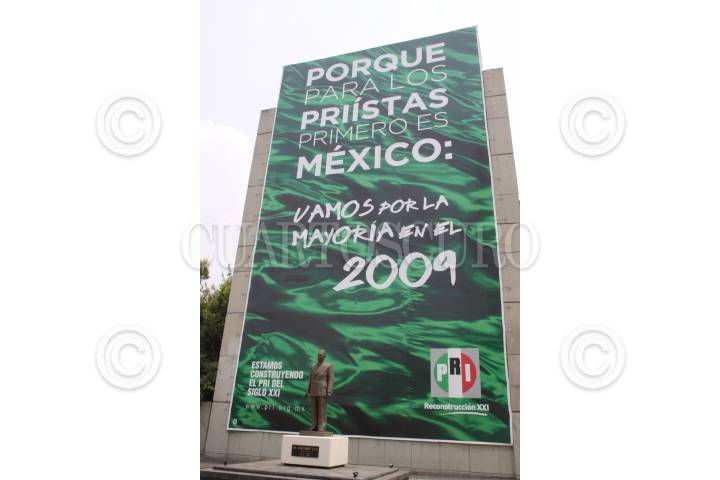 PORQUE
PARA LOS
PRIÍSTAS
PRIMERO ES
MÉXICO:
VAMOS POR LA
MAYORÍA EN EL
2009
CUARTOSCURO
ESTAMOS
CONSTRUYENDO
EL PRI DEL
SIGLO XXI
www.pri.org.mx
PRI
Reconstrucción XXI
©
©
©
©